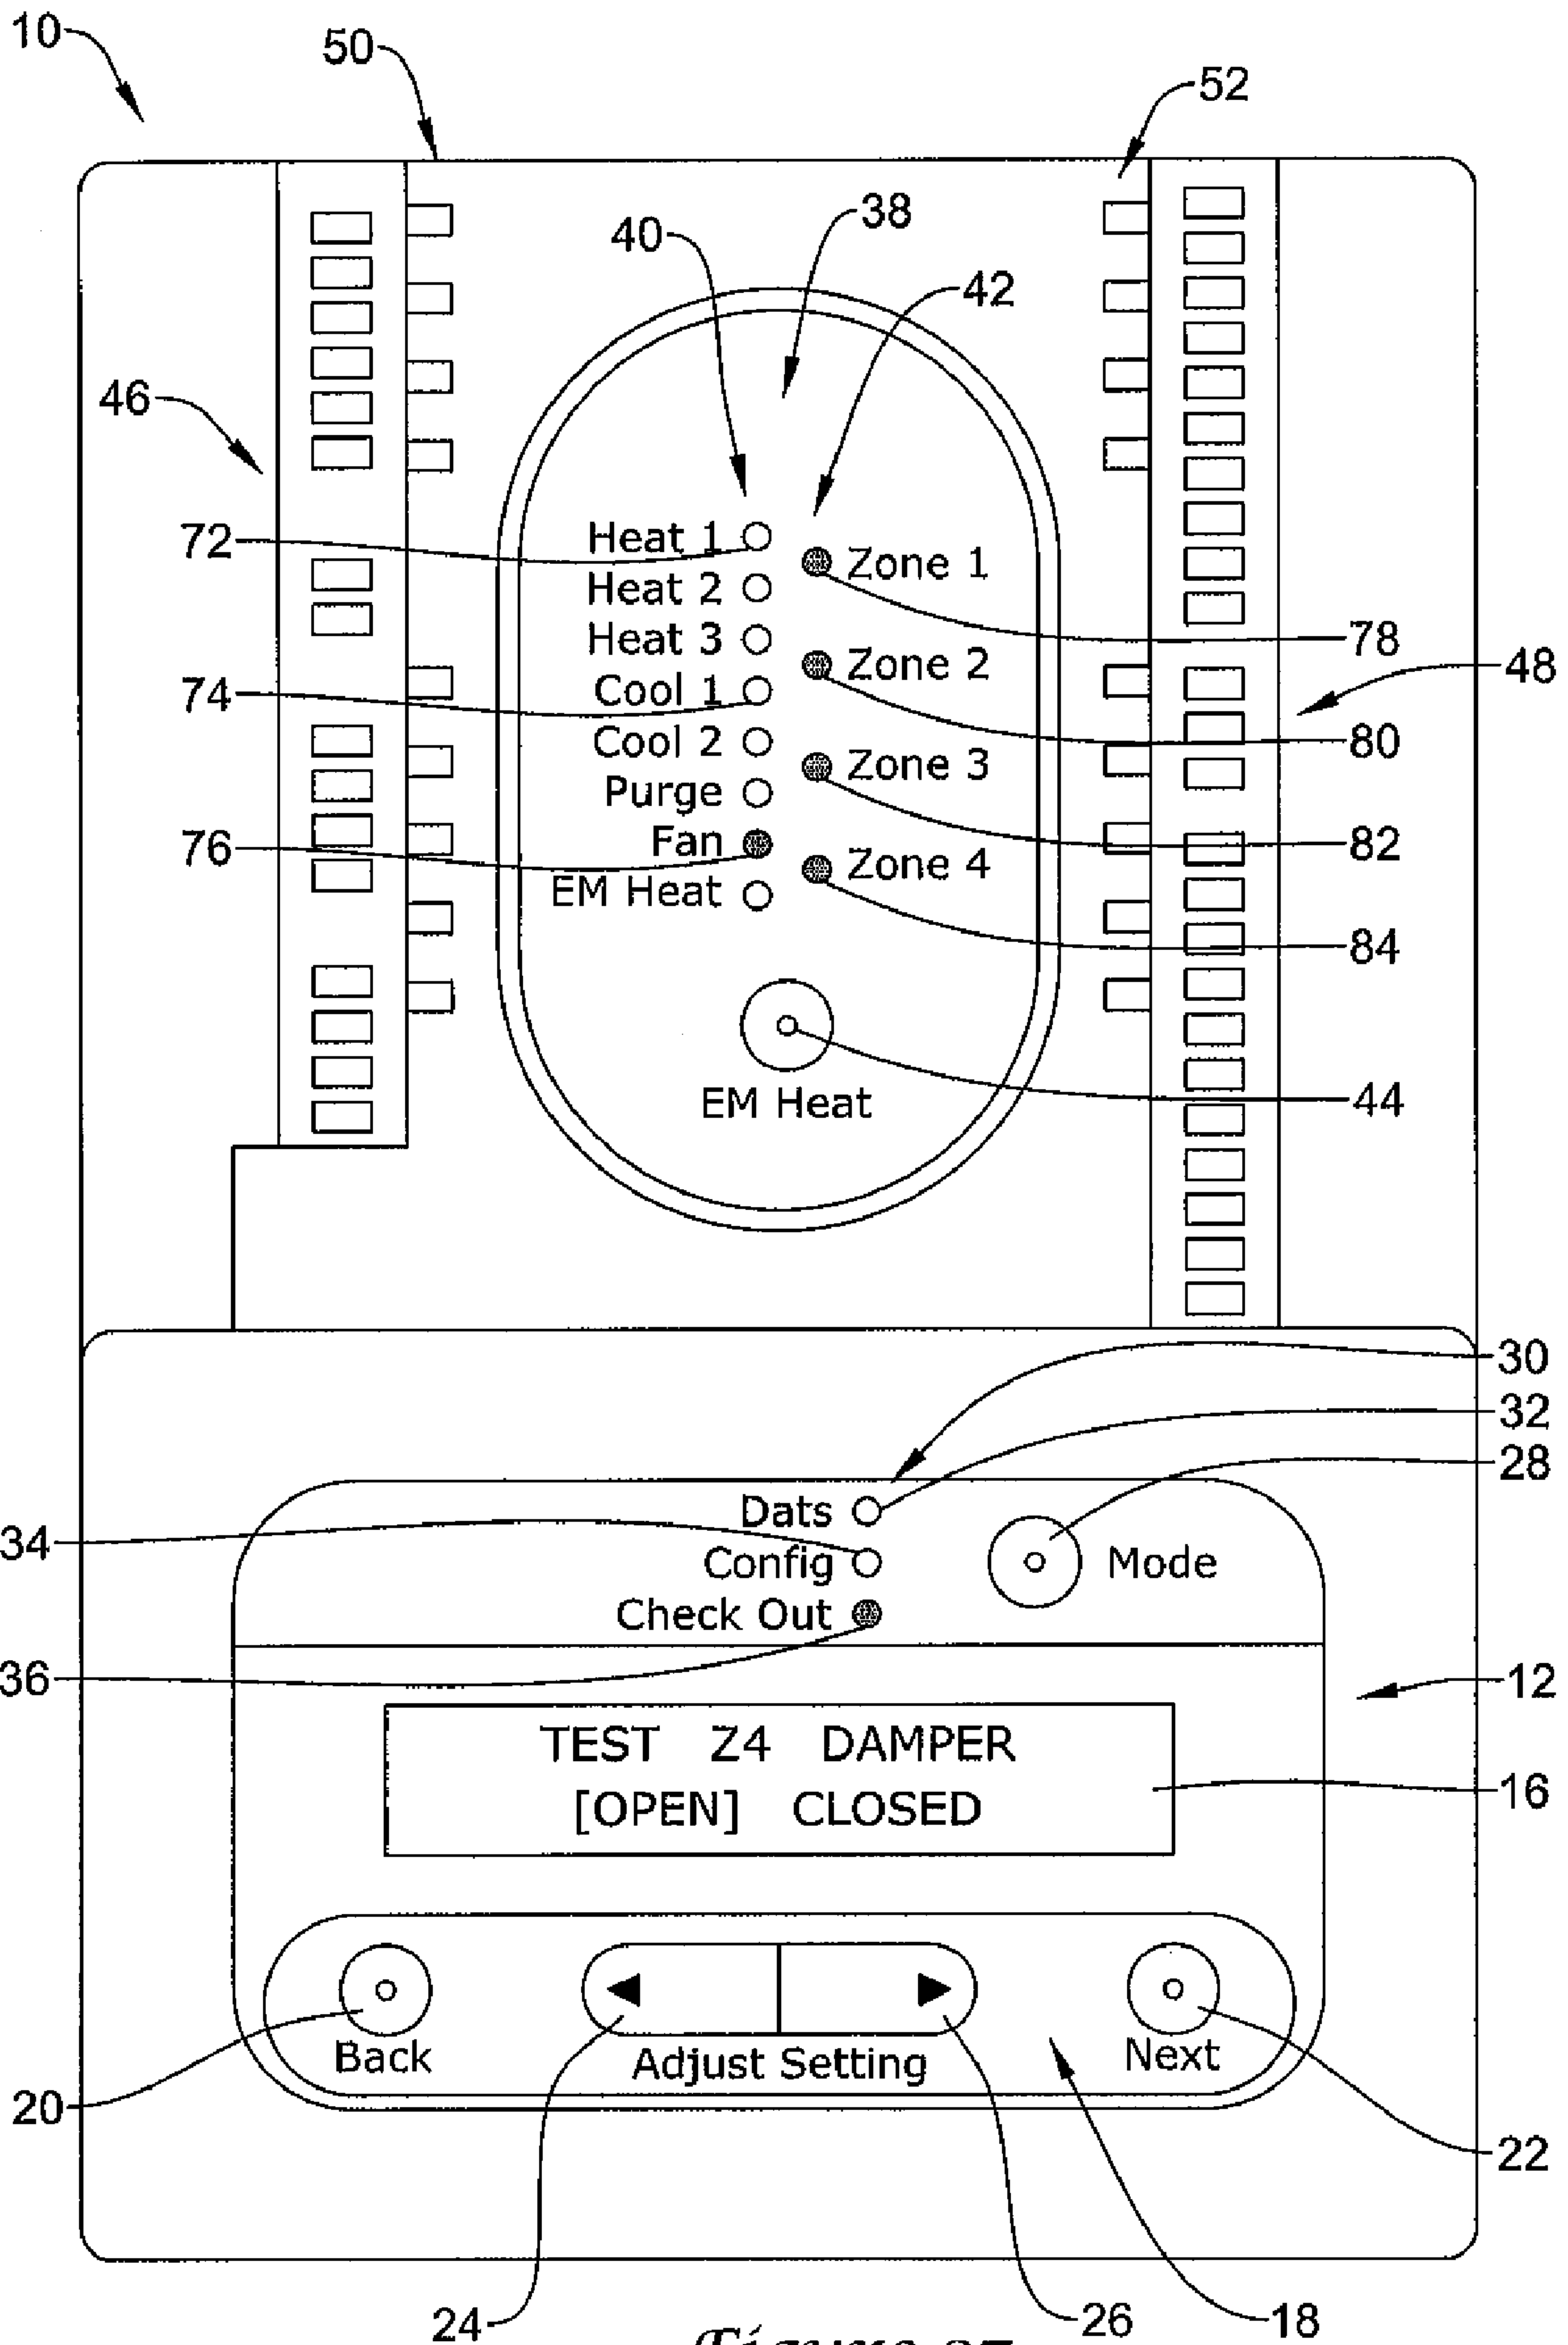 10
50
52
38
40
42
46
72
Heat 1
Zone 1
Heat 2
78
Heat 3
Zone 2
48
74
Cool 1
80
Cool 2
Zone 3
Purge
76
Fan
82
Zone 4
EM Heat
84
44
EM Heat
30
32
28
Dats
34
Config
Mode
Check Out
36
12
TEST Z4 DAMPER
[OPEN] CLOSED
16
Back
Adjust Setting
Next
20
22
24
26
18